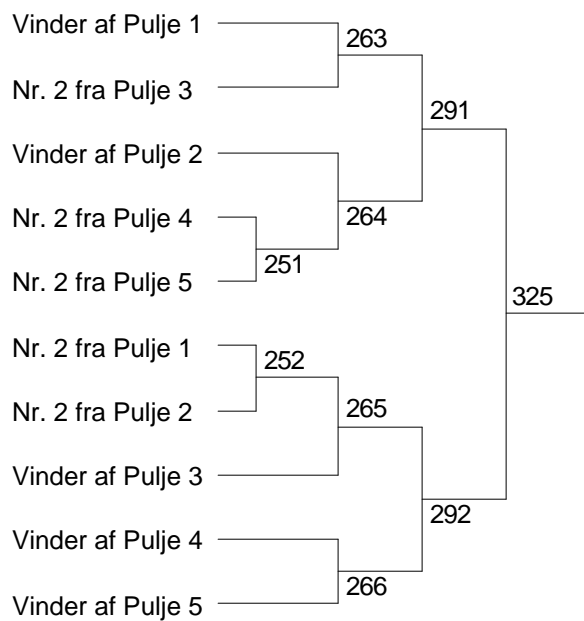 Vinder af Pulje 1
263
Nr. 2 fra Pulje 3
291
Vinder af Pulje 2
Nr. 2 fra Pulje 4
264
251
Nr. 2 fra Pulje 5
325
Nr. 2 fra Pulje 1
252
Nr. 2 fra Pulje 2
265
Vinder af Pulje 3
292
Vinder af Pulje 4
266
Vinder af Pulje 5